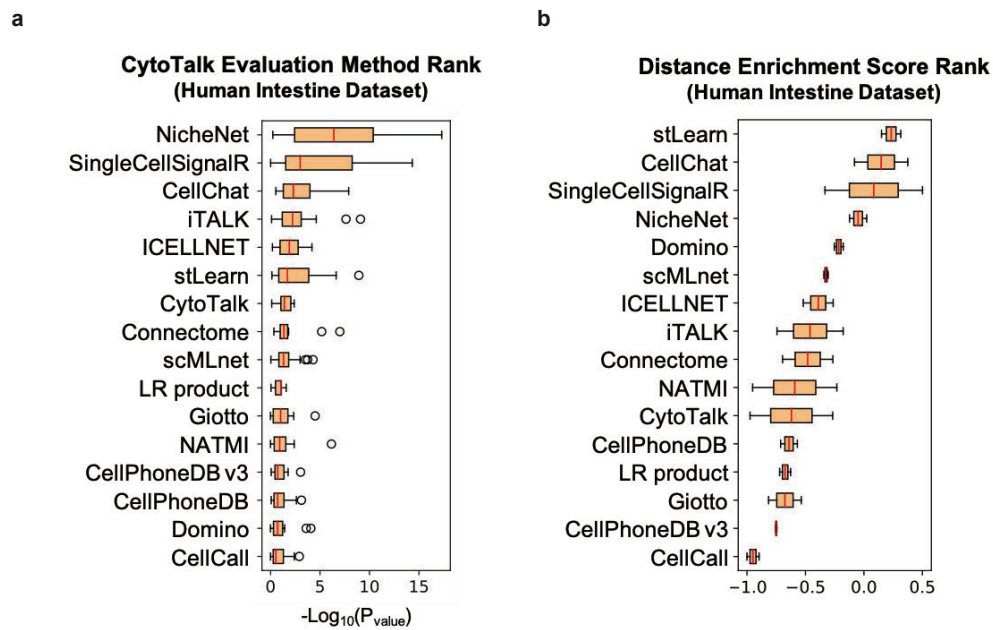 a
CytoTalk Evaluation Method Rank
(Human Intestine Dataset)
NicheNet
SingleCellSignalR
CellChat
iTALK
ICELLNET
stLearn
CytoTalk
Connectome
scMLnet
LR product
Giotto
NATMI
CellPhoneDB v3
CellPhoneDB
Domino
CellCall
0 5 10 15
-Log10(Pvalue)
b
Distance Enrichment Score Rank
(Human Intestine Dataset)
stLearn
CellChat
SingleCellSignalR
NicheNet
Domino
scMLnet
ICELLNET
iTALK
Connectome
NATMI
CytoTalk
CellPhoneDB
LR product
Giotto
CellPhoneDB v3
CellCall
−1.0 −0.5 0.0 0.5